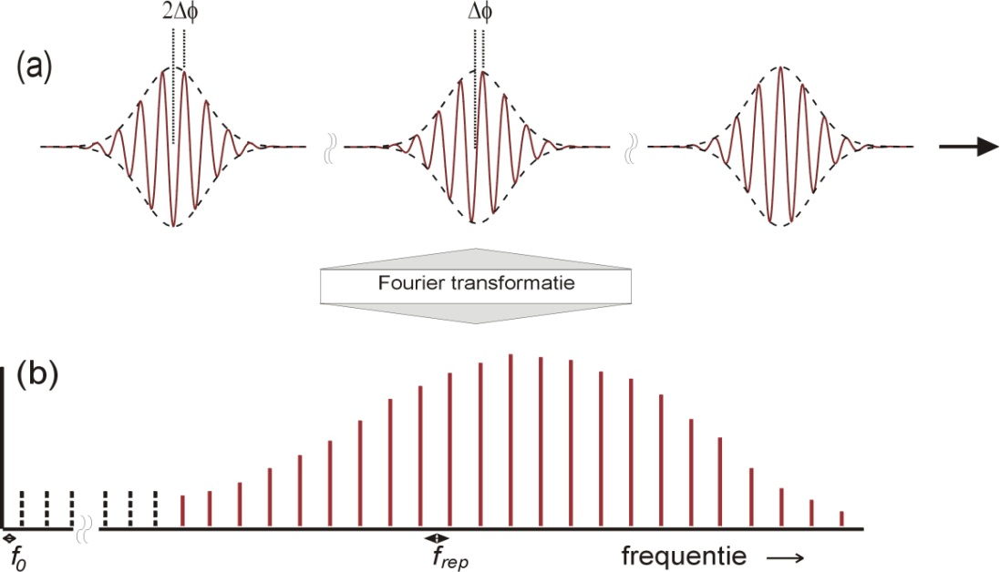 2Δϕ
Δϕ
(a)
Fourier transformatie
(b)
f0
frep
frequentie